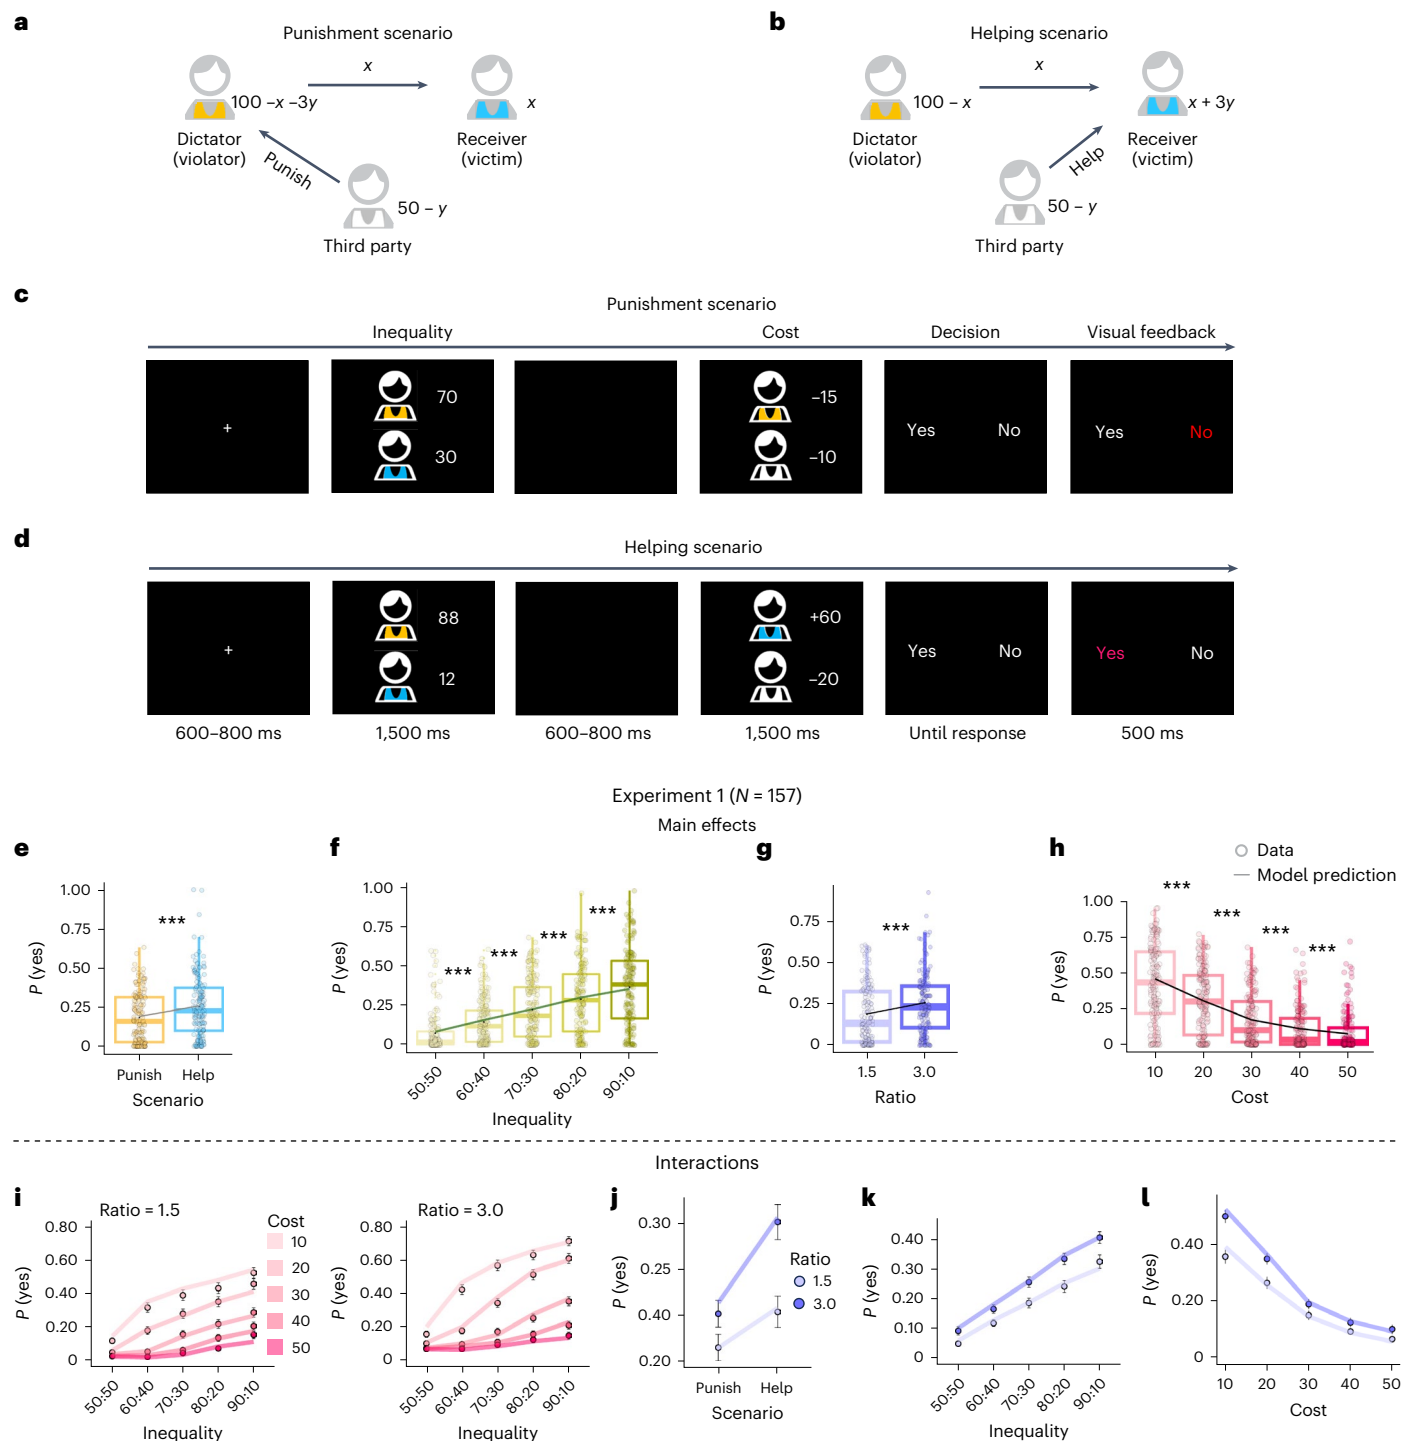 a
Punishment scenario
x
100 –x –3y
x
Dictator
(violator)
Receiver
(victim)
Punish
50 – y
Third party
b
Helping scenario
x
100 – x
x + 3y
Dictator
(violator)
Receiver
(victim)
Help
50 – y
Third party
c
Punishment scenario
Inequality
Cost
Decision
Visual feedback
+
70
30
–15
–10
Yes No
Yes No
d
Helping scenario
+
88
12
+60
–20
Yes No
Yes No
600–800 ms
1,500 ms
600–800 ms
1,500 ms
Until response
500 ms
Experiment 1 (N = 157)
Main effects
e
P (yes)
1.00
0.75
0.50
0.25
0
***
Punish Help
Scenario
f
P (yes)
1.00
0.75
0.50
0.25
0
***
***
***
***
50:50 60:40 70:30 80:20 90:10
Inequality
g
P (yes)
0.75
0.50
0.25
0
***
1.5 3.0
Ratio
h
Data
Model prediction
P (yes)
1.00
0.75
0.50
0.25
0
***
***
***
***
10 20 30 40 50
Cost
Interactions
i
Ratio = 1.5
P (yes)
0.80
0.60
0.40
0.20
0
50:50 60:40 70:30 80:20 90:10
Inequality
Cost
10
20
30
40
50
Ratio = 3.0
P (yes)
0.80
0.60
0.40
0.20
0
50:50 60:40 70:30 80:20 90:10
Inequality
j
P (yes)
0.30
0.25
0.40
0.20
Punish Help
Scenario
Ratio
1.5
3.0
k
P (yes)
0.40
0.30
0.20
0.10
0
50:50 60:40 70:30 80:20 90:10
Inequality
l
P (yes)
0.40
0.20
0
10 20 30 40 50
Cost